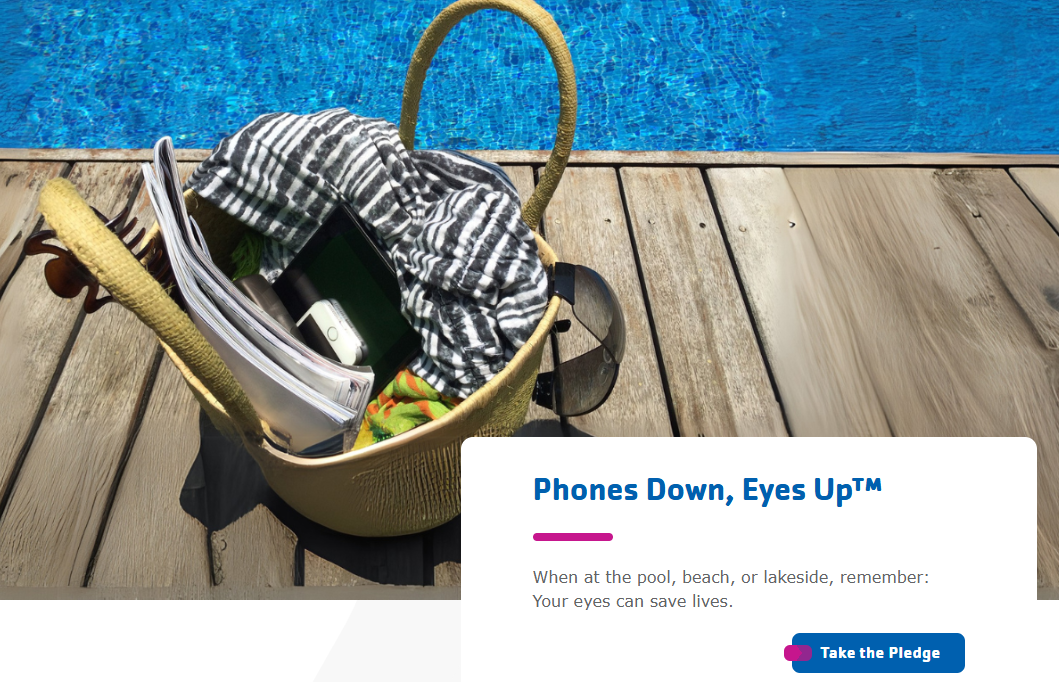 Phones Down, Eyes Up™
When at the pool, beach, or lakeside, remember:
Your eyes can save lives.
Take the Pledge